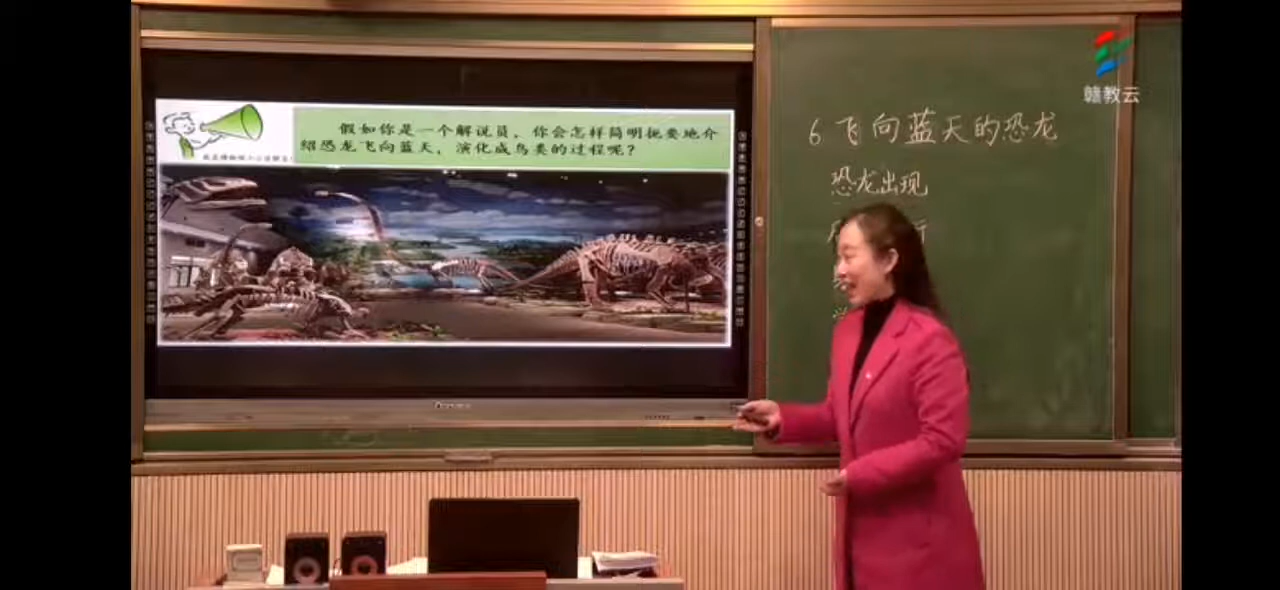 假如你是一个解说员，你会怎样简明扼要地介
绍恐龙飞向蓝天，演化成鸟类的过程呢？
赣教云
6 飞向蓝天的恐龙
恐龙出现